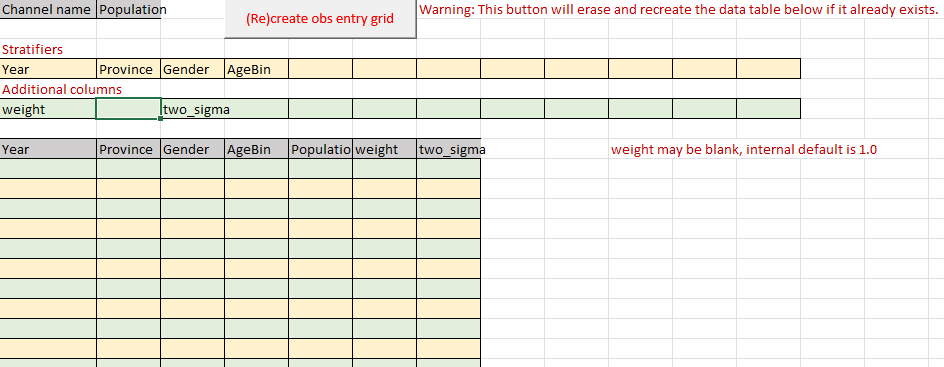 Channel name Population (Re)create obs entry grid Warning: This button will erase and recreate the data table below if it already exists.
Stratifiers
Year Province Gender AgeBin
Additional columns
weight two_sigma
Year Province Gender AgeBin Populatio weight two_sigma weight may be blank, internal default is 1.0